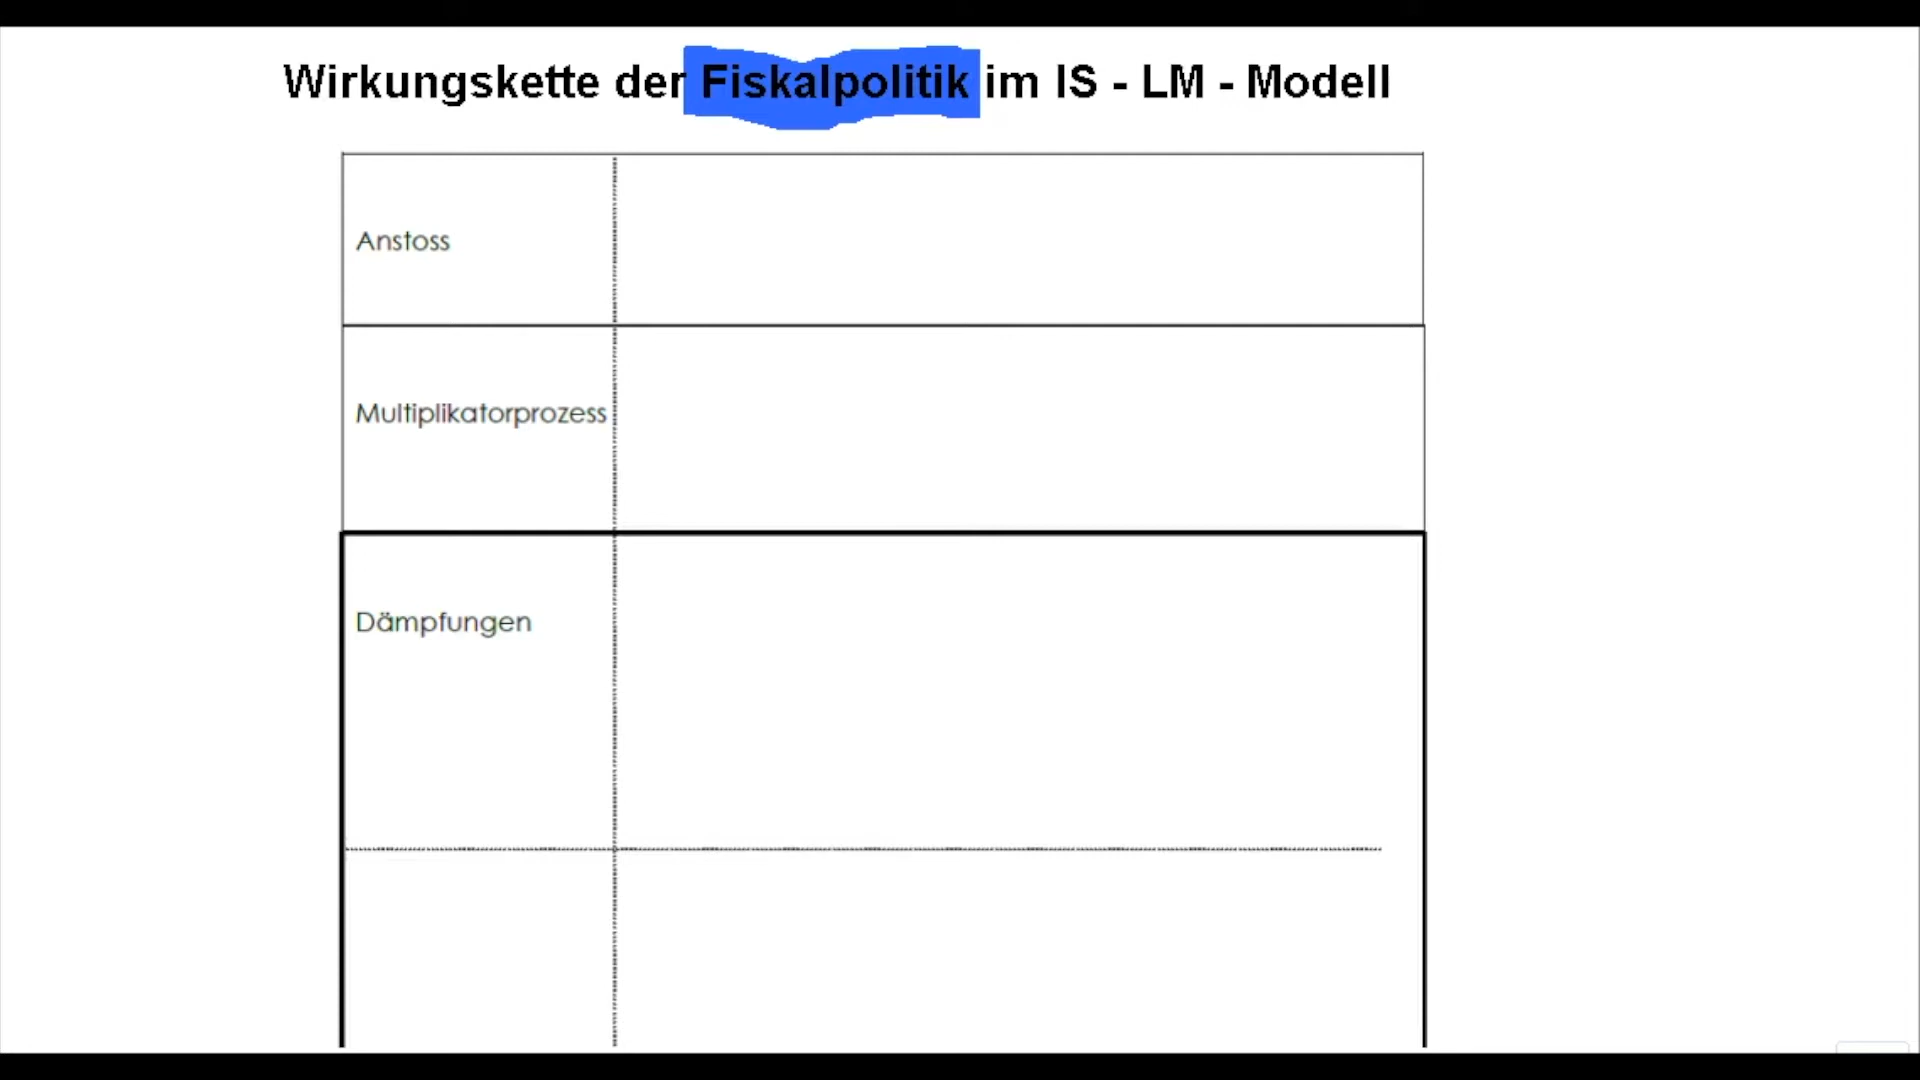 Wirkungskette der Fiskalpolitik im IS - LM - Modell
Anstoss
Multiplikatorprozess
Dämpfungen